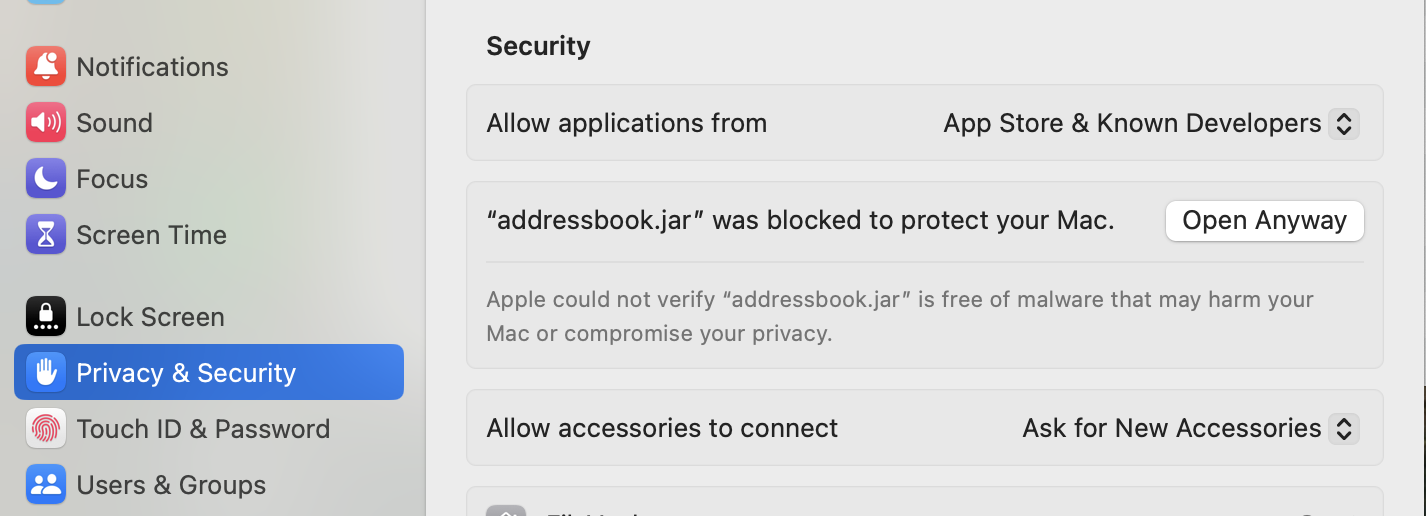 Notifications
Sound
Focus
Screen Time
Lock Screen
Privacy & Security
Touch ID & Password
Users & Groups
Security
Allow applications from App Store & Known Developers
“addressbook.jar” was blocked to protect your Mac. Open Anyway
Apple could not verify “addressbook.jar” is free of malware that may harm your
Mac or compromise your privacy.
Allow accessories to connect Ask for New Accessories